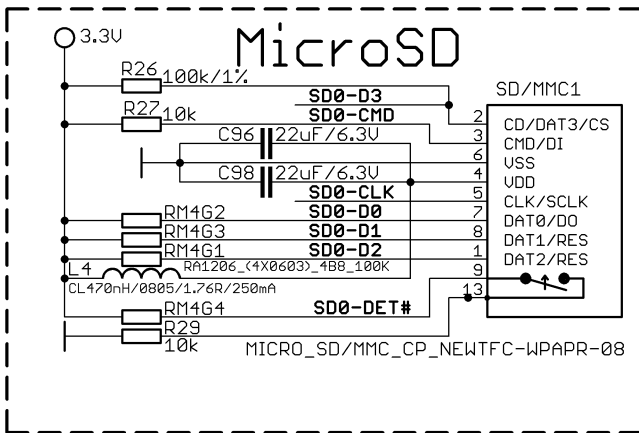 3.3V
MicroSD
R26 100k/1%
SD/MMC1
SD0-D3
R27 10k
SD0-CMD
2 CD/DAT3/CS
C96 22uF/6.3V
3 CMD/DI
6 VSS
C98 22uF/6.3V
4 VDD
SD0-CLK
5 CLK/SCLK
RM4G2
SD0-D0
7 DAT0/DO
RM4G3
SD0-D1
8 DAT1/RES
RM4G1
SD0-D2
1 DAT2/RES
L4
RA1206_(4X0603)_4B8_100K
9
CL470nH/0805/1.76R/250mA
13
RM4G4
SD0-DET#
R29
10k
MICRO_SD/MMC_CP_NEWTFC-WPAPR-08